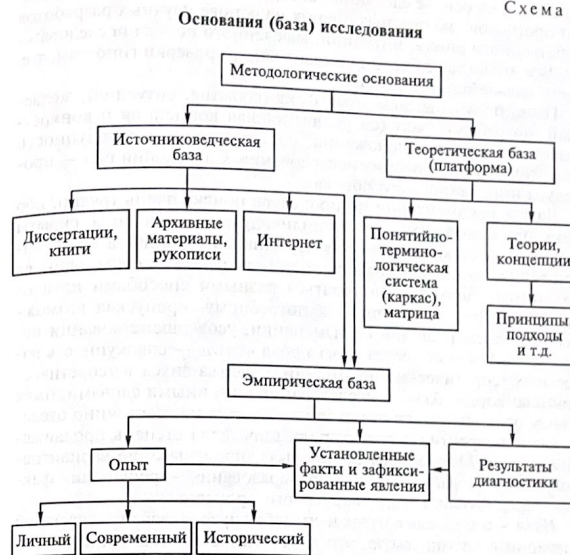 Схема
Основания (база) исследования
Методологические основания
Источниковедческая
база
Теоретическая база
(платформа)
Диссертации,
книги
Архивные
материалы,
рукописи
Интернет
Понятийно-
термино-
логическая
система
(каркас),
матрица
Теории,
концепции
Принципы,
подходы
и т.д.
Эмпирическая база
Опыт
Установленные
факты и зафикси-
рованные явления
Результаты
диагностики
Личный
Современный
Исторический